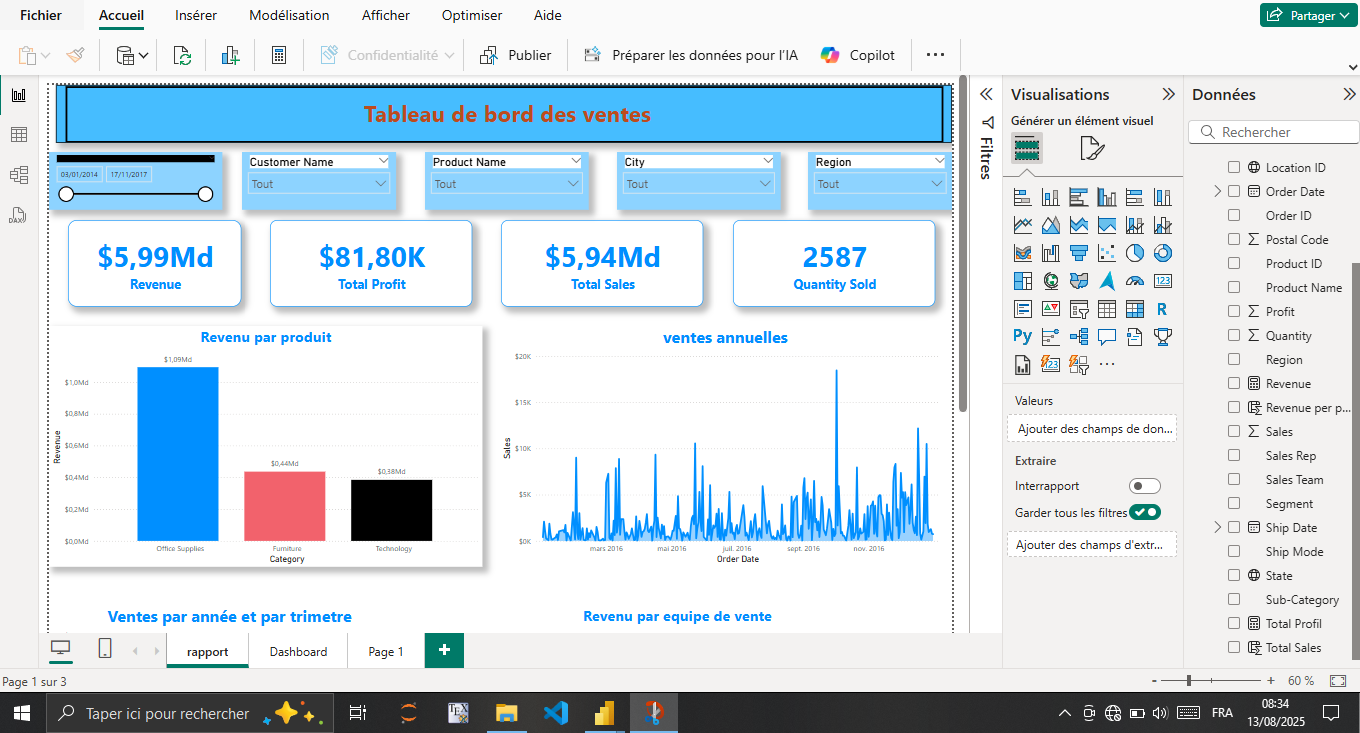 Fichier Accueil Insérer Modélisation Afficher Optimiser Aide Partager
Confidentialité Publier Préparer les données pour l’IA Copilot
Tableau de bord des ventes
03/01/2014 17/11/2017
Customer Name Product Name City Region
Tout Tout Tout Tout
$5,99Md $81,80K $5,94Md 2587
Revenue Total Profit Total Sales Quantity Sold
Revenu par produit
$1,09Md
$1,0Md
$0,8Md
$0,6Md
$0,4Md
$0,2Md
$0,0Md
$0,44Md
$0,38Md
Revenue
Office Supplies Furniture Technology
Category
ventes annuelles
$20K
$15K
$10K
$5K
$0K
Sales
mars 2016 mai 2016 juil. 2016 sept. 2016 nov. 2016
Order Date
Ventes par année et par trimetre
Revenu par equipe de vente
Filtres
Visualisations
Générer un élément visuel
123
R
Py
123
Valeurs
Ajouter des champs de don...
Extraire
Interrapport
Garder tous les filtres
Ajouter des champs d'extr...
Données
Rechercher
Location ID
Order Date
Order ID
Postal Code
Product ID
Product Name
Profit
Quantity
Region
Revenue
Revenue per p...
Sales
Sales Rep
Sales Team
Segment
Ship Date
Ship Mode
State
Sub-Category
Total Profil
Total Sales
rapport Dashboard Page 1 +
Page 1 sur 3
- + 60 %
Taper ici pour rechercher
FRA
08:34
13/08/2025